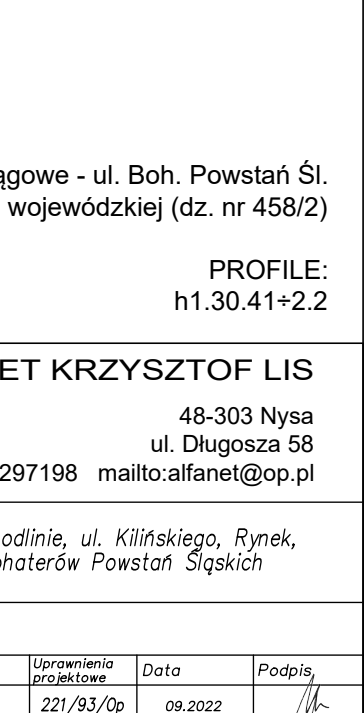 ągowe - ul. Boh. Powstań Śl.
wojewódzkiej (dz. nr 458/2)
PROFILE:
h1.30.41÷2.2
ET KRZYSZTOF LIS
48-303 Nysa
ul. Długosza 58
297198 mailto:alfanet@op.pl
odlinie, ul. Kilińskiego, Rynek,
ohaterów Powstań Śląskich
Uprawnienia projektowe Data Podpis
221/93/Op 09.2022